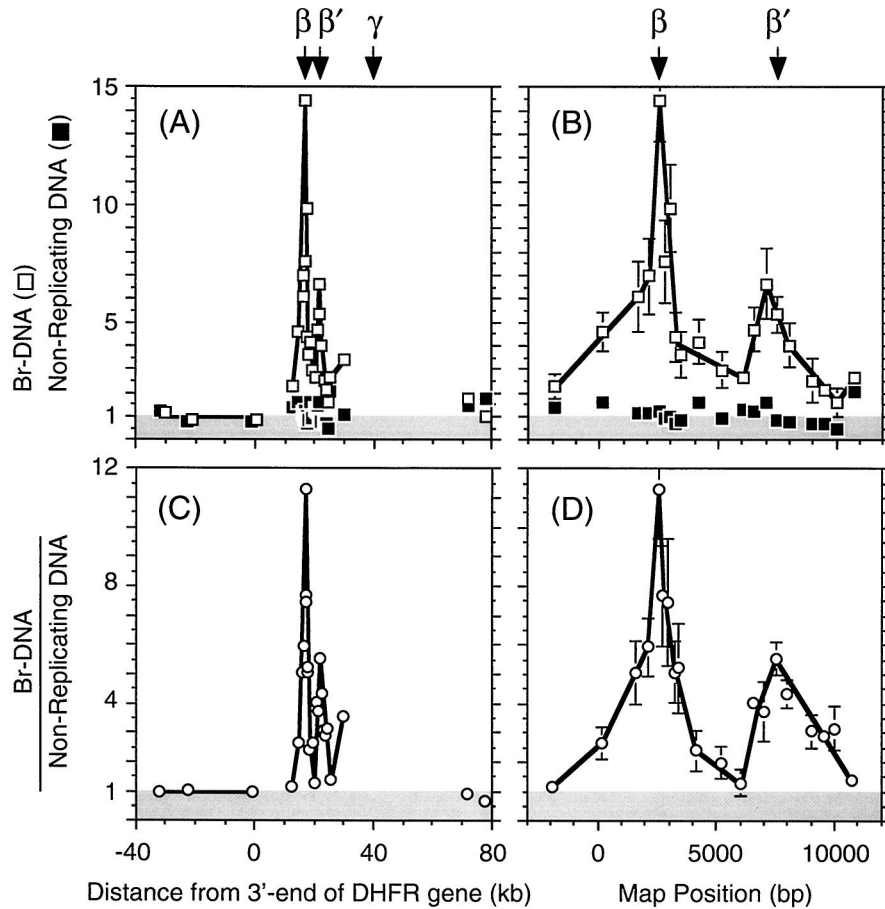 β β′ γ β β′
15
10
5
1
(A) (B)
Br-DNA (□)
Non-Replicating DNA (■)
12
8
4
1
(C) (D)
Br-DNA
Non-Replicating DNA
-40 0 40 80 0 5000 10000
Distance from 3'-end of DHFR gene (kb) Map Position (bp)